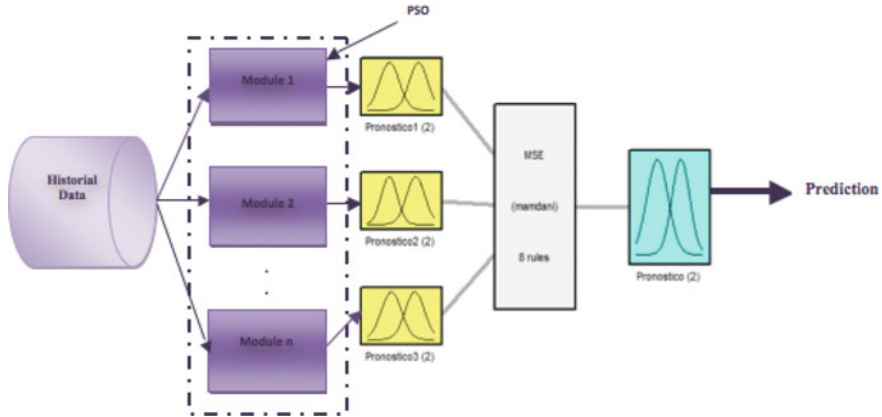 PSO
Historial
Data
Module 1
Module 2
.
.
Module n
Pronostico1 (2)
Pronostico2 (2)
Pronostico3 (2)
MSE
(mamdani)
8 rules
Pronostico (2)
Prediction